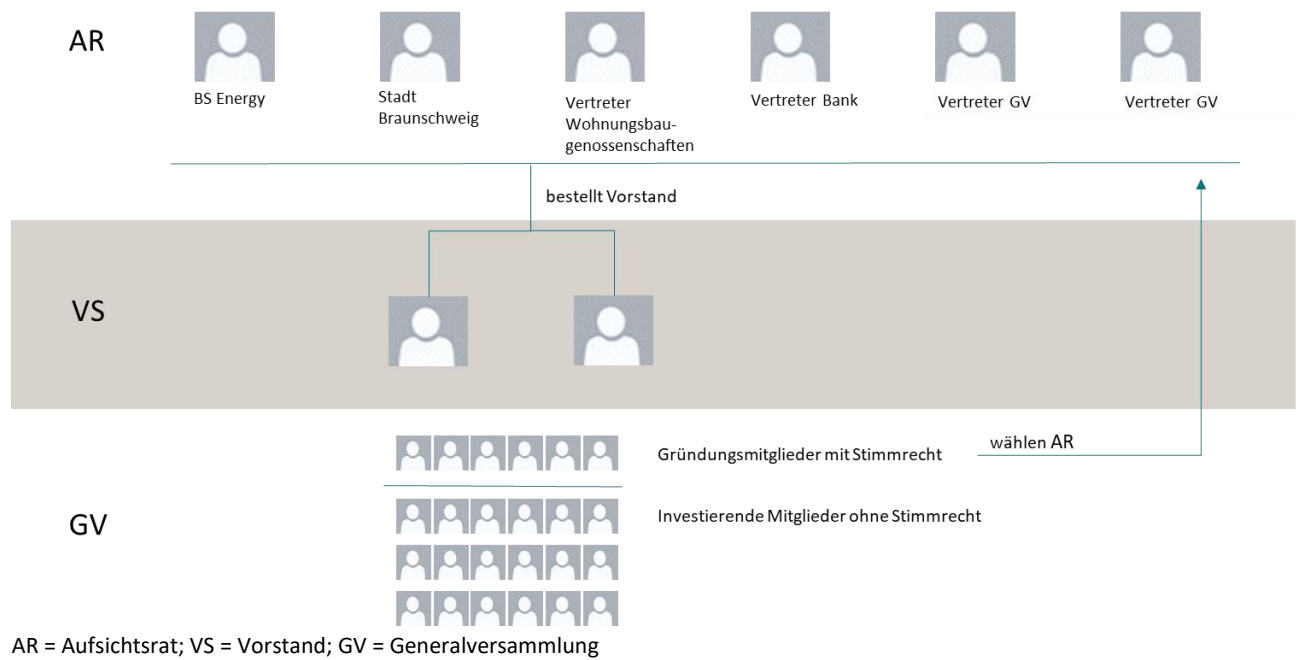 AR
BS Energy
Stadt
Braunschweig
Vertreter
Wohnungsbau-
genossenschaften
Vertreter Bank
Vertreter GV
Vertreter GV
bestellt Vorstand
VS
Gründungsmitglieder mit Stimmrecht
wählen AR
GV
Investierende Mitglieder ohne Stimmrecht
AR = Aufsichtsrat; VS = Vorstand; GV = Generalversammlung